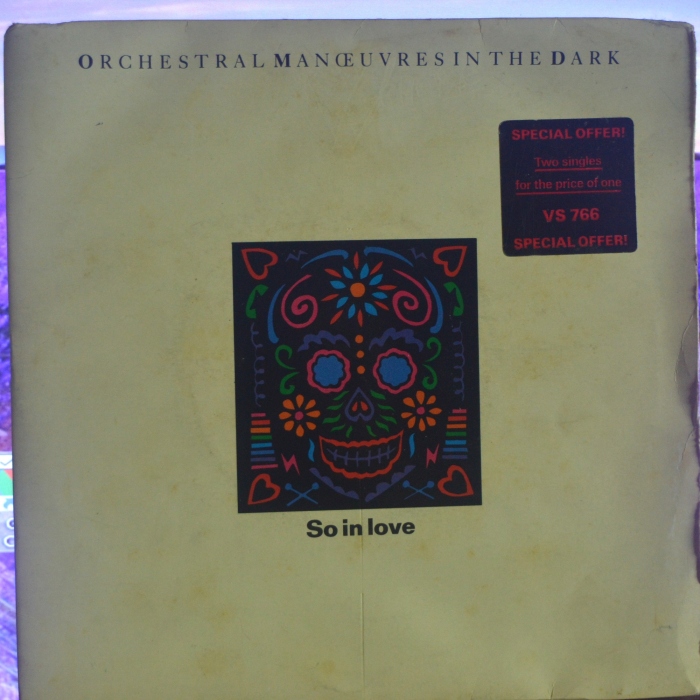 ORCHESTRAL MANŒUVRES IN THE DARK
SPECIAL OFFER!
Two singles
for the price of one
VS 766
SPECIAL OFFER!
So in love